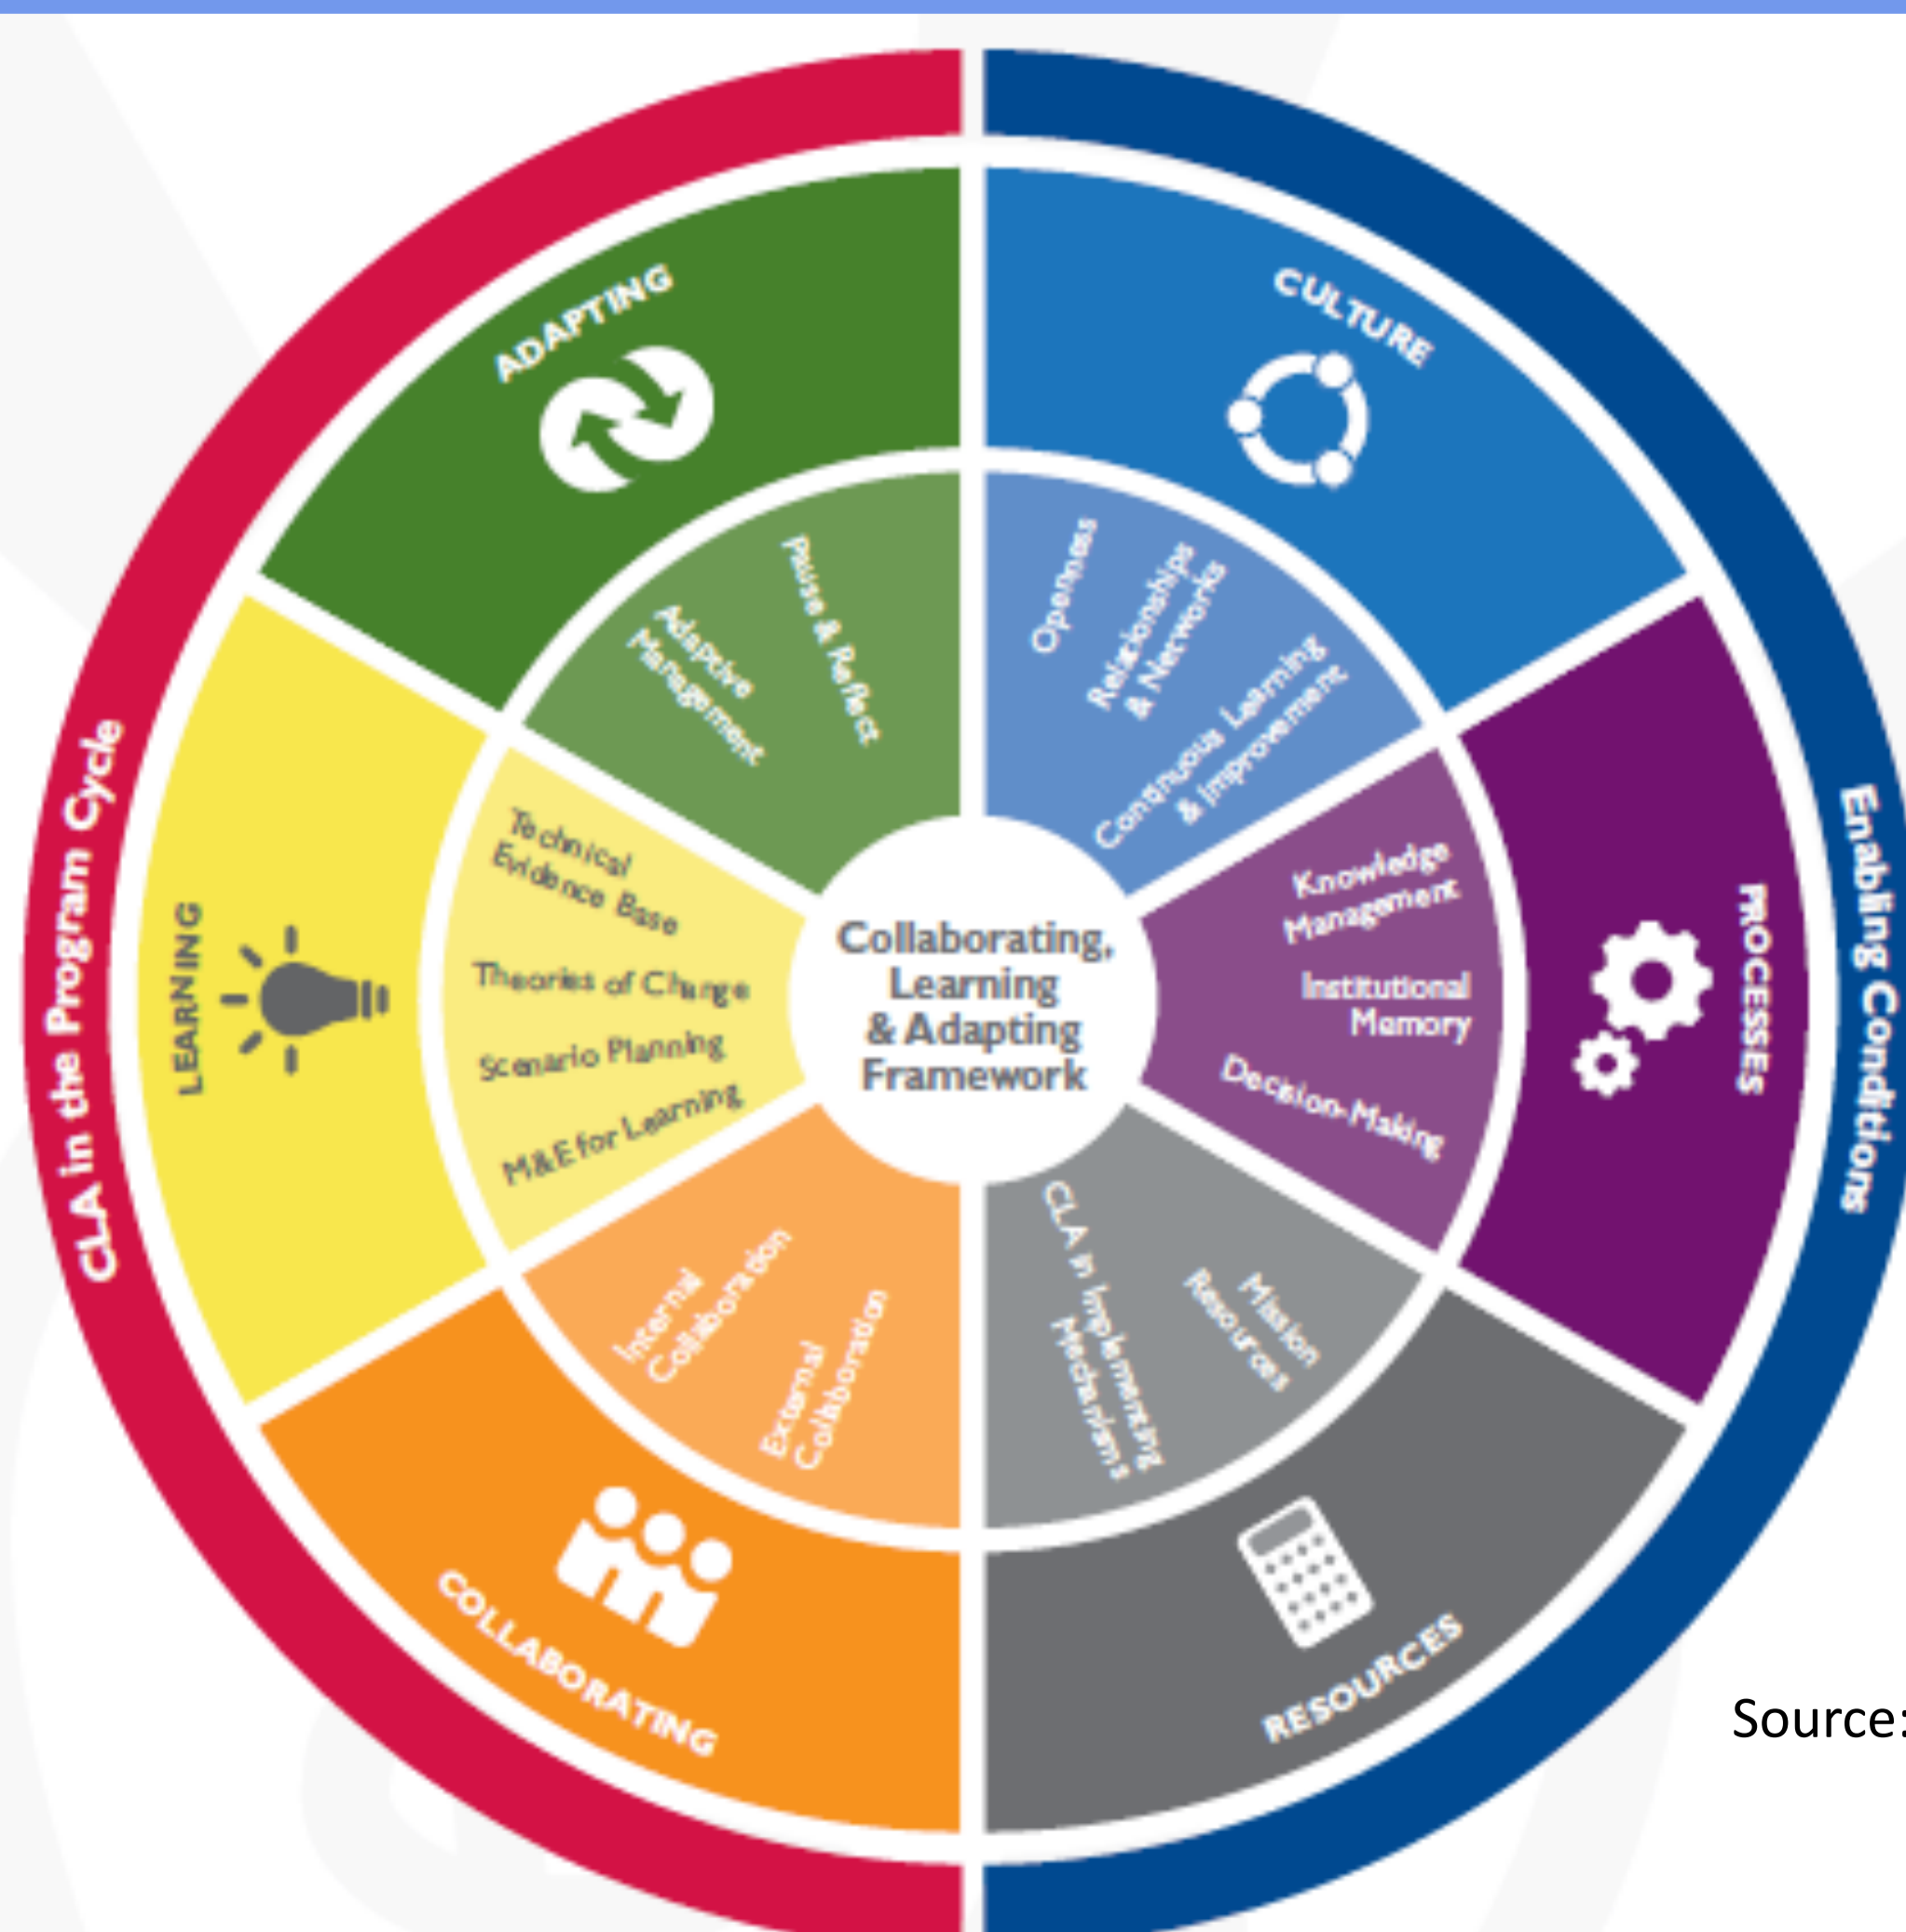 CLA in the Program Cycle
ADAPTING
Adaptive
Management
Pause & Reflect
LEARNING
Technical
Evidence Base
Theories of Change
Scenario Planning
M&E for Learning
COLLABORATING
Internal
Collaboration
External
Collaboration
Collaborating,
Learning
& Adapting
Framework
Enabling Conditions
CULTURE
Openness
Relationships
& Networks
Continuous Learning
& Improvement
PROCESSES
Knowledge
Management
Institutional
Memory
Decision-Making
RESOURCES
Mission
Resources
CLA in Implementing
Mechanisms
Source: